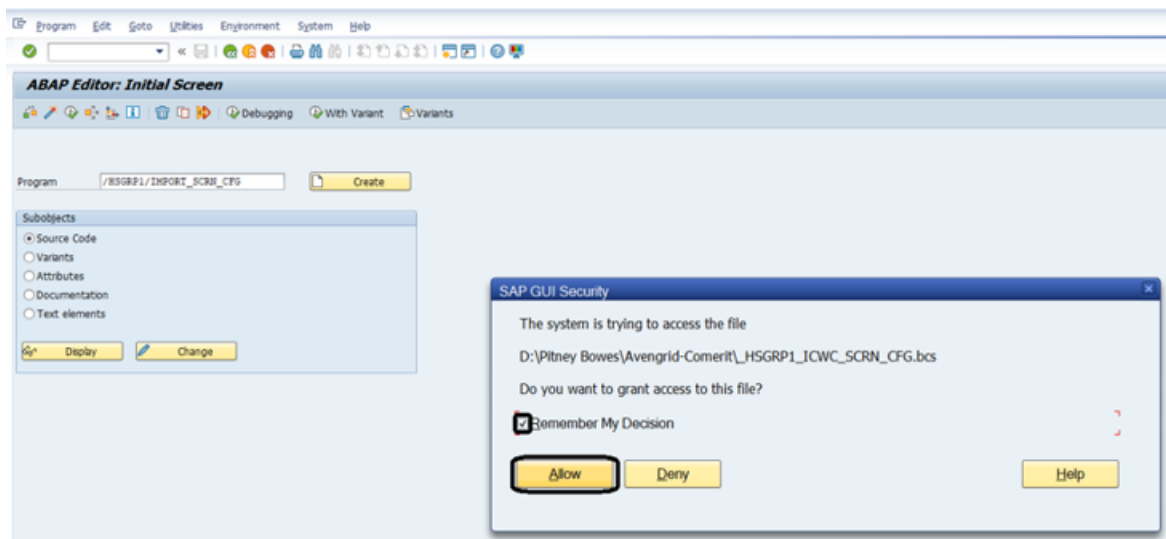 Program Edit Goto Utilities Environment System Help
ABAP Editor: Initial Screen
Debugging With Variant Variants
Program /HSGRP1/IMPORT_SCRN_CFG Create
Subobjects
Source Code
Variants
Attributes
Documentation
Text elements
Display Change
SAP GUI Security
The system is trying to access the file
D:\Pitney Bowes\Avengrid-Comerit\_HSGRP1_ICWC_SCRN_CFG.bcs
Do you want to grant access to this file?
Remember My Decision
Allow Deny Help